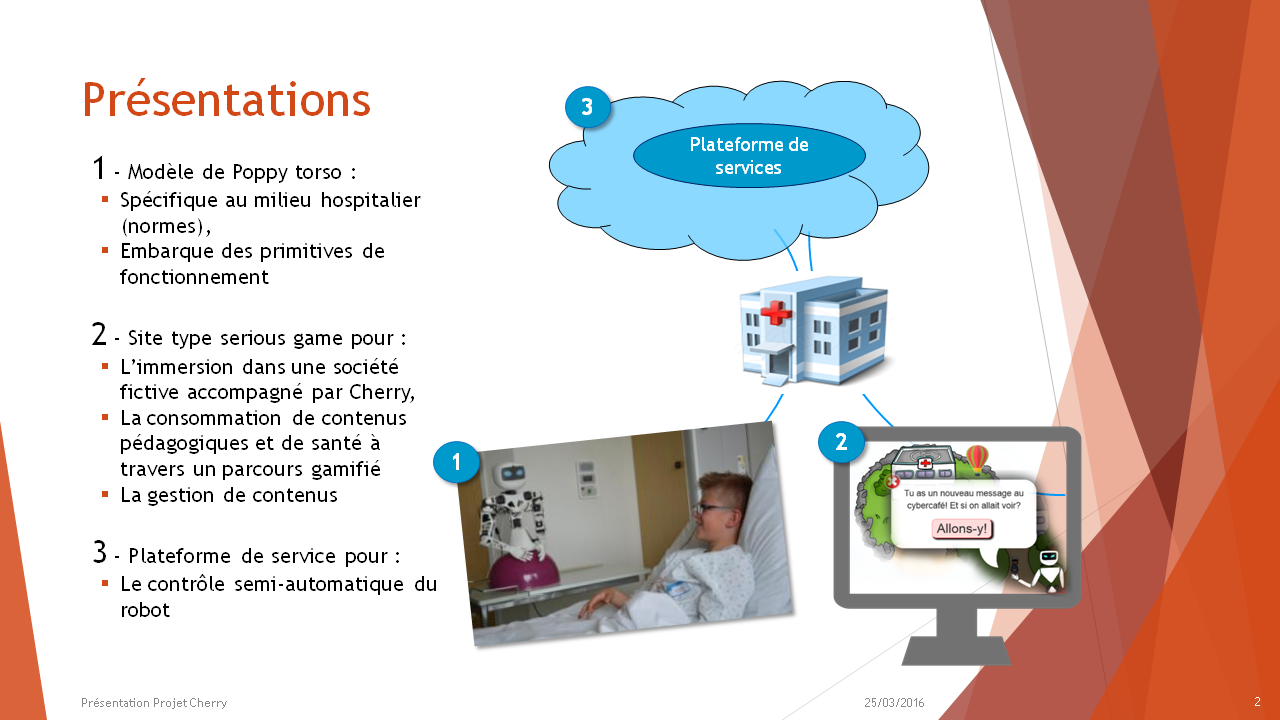 Présentations
1 - Modèle de Poppy torso :
▪ Spécifique au milieu hospitalier
(normes),
▪ Embarque des primitives de
fonctionnement
2 - Site type serious game pour :
▪ L’immersion dans une société
fictive accompagné par Cherry,
▪ La consommation de contenus
pédagogiques et de santé à
travers un parcours gamifié
▪ La gestion de contenus
3 - Plateforme de service pour :
▪ Le contrôle semi-automatique du
robot
3
Plateforme de
services
1
2
Tu as un nouveau message au
cybercafé! Et si on allait voir?
Allons-y!
Présentation Projet Cherry
25/03/2016
2